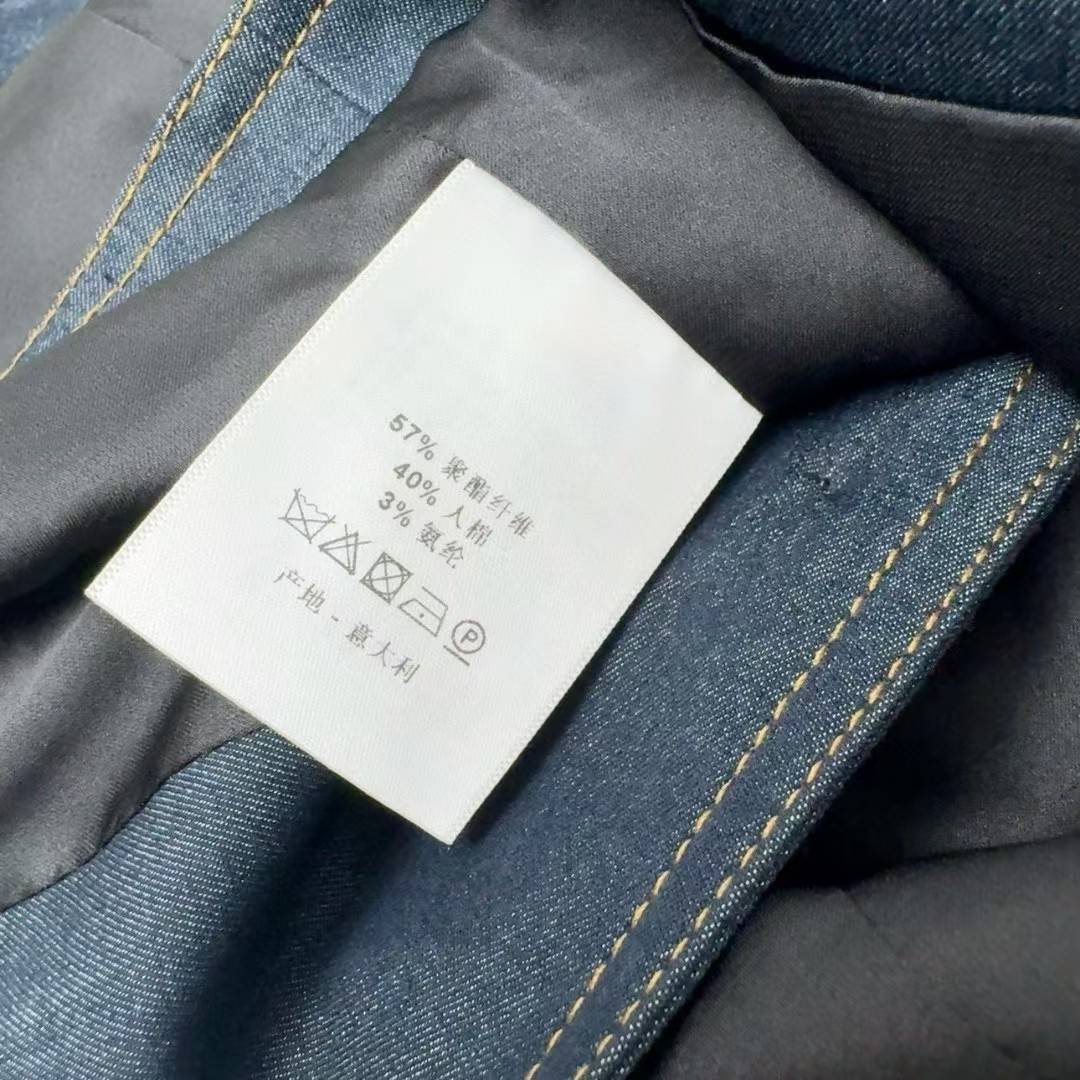 57% 聚酯纤维
40% 人棉
3% 氨纶
P
产地 - 意大利